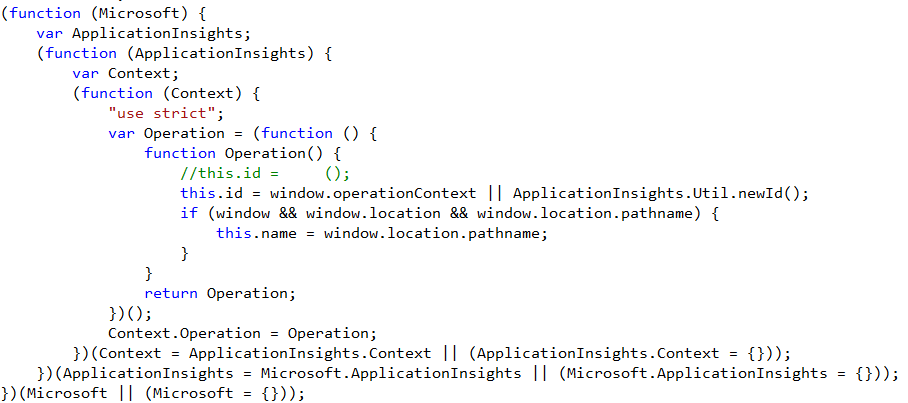 (function (Microsoft) {
    var ApplicationInsights;
    (function (ApplicationInsights) {
        var Context;
        (function (Context) {
            "use strict";
            var Operation = (function () {
                function Operation() {
                    //this.id =     ();
                    this.id = window.operationContext || ApplicationInsights.Util.newId();
                    if (window && window.location && window.location.pathname) {
                        this.name = window.location.pathname;
                    }
                }
                return Operation;
            })();
            Context.Operation = Operation;
        })(Context = ApplicationInsights.Context || (ApplicationInsights.Context = {}));
    })(ApplicationInsights = Microsoft.ApplicationInsights || (Microsoft.ApplicationInsights = {}));
})(Microsoft || (Microsoft = {}));